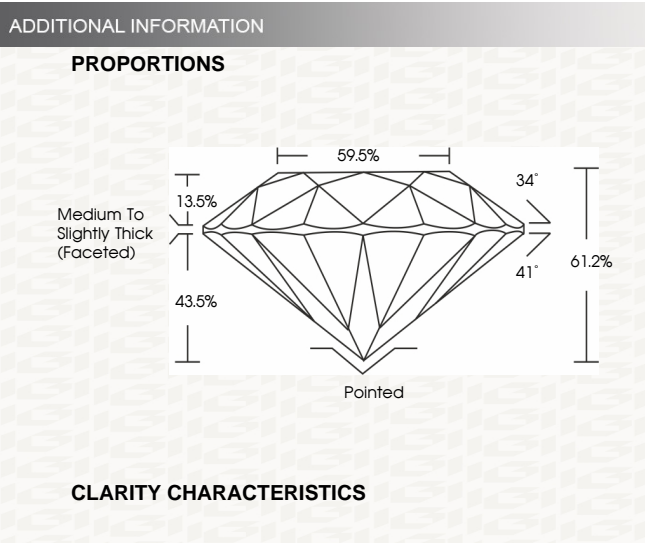 ADDITIONAL INFORMATION
PROPORTIONS
59.5%
34°
13.5%
Medium To
Slightly Thick
(Faceted)
41°
61.2%
43.5%
Pointed
CLARITY CHARACTERISTICS